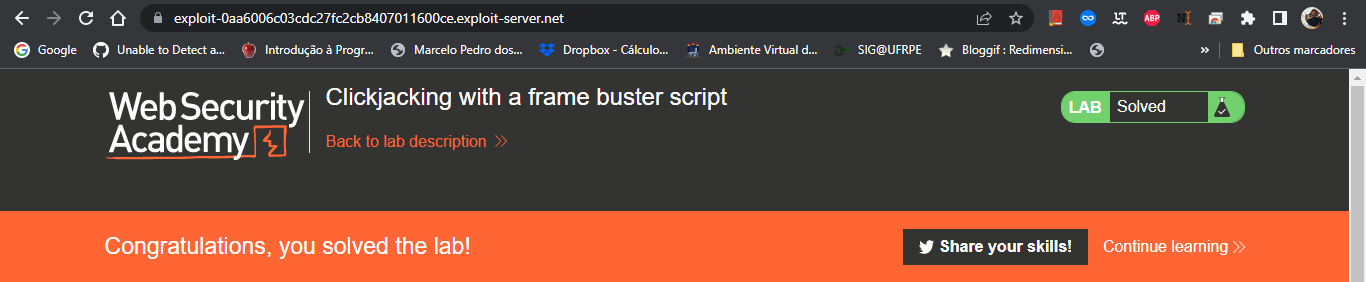 exploit-0aa6006c03cdc27fc2cb8407011600ce.exploit-server.net
ABP
Google
Unable to Detect a...
Introdução à Progr...
Marcelo Pedro dos...
Dropbox - Cálculo...
Ambiente Virtual d...
SIG@UFRPE
Bloggif : Redimensi...
»
Outros marcadores
Web Security
Academy
Clickjacking with a frame buster script
Back to lab description
LAB Solved
Congratulations, you solved the lab!
Share your skills!
Continue learning